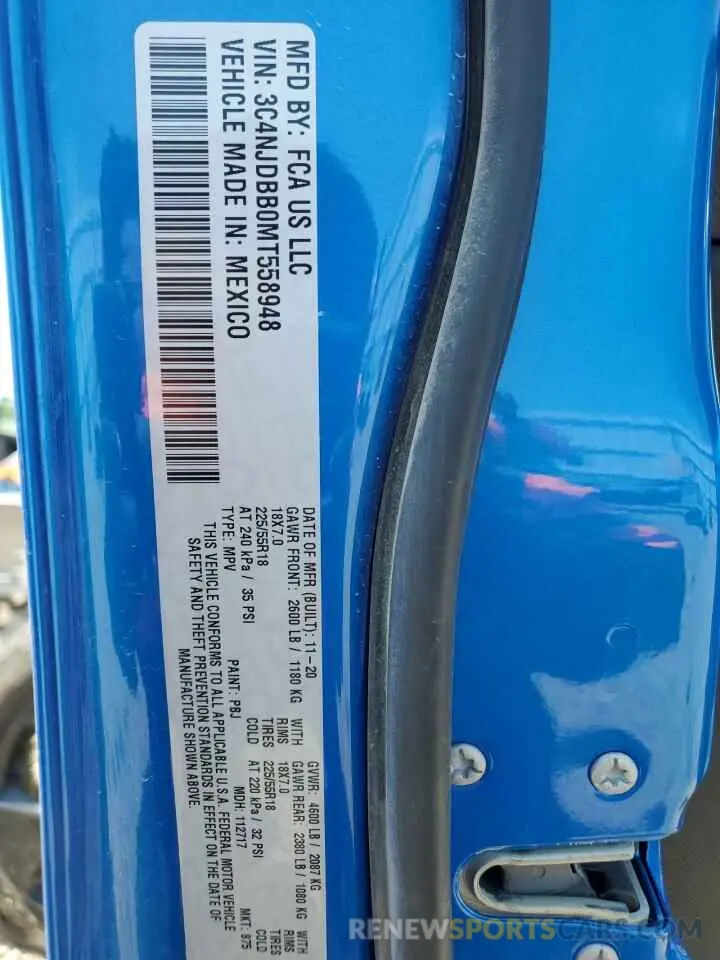 MFD BY: FCA US LLC
VIN: 3C4NJDBB0MT558948
VEHICLE MADE IN: MEXICO
DATE OF MFR (BUILT): 11-20 GVWR: 4600 LB / 2087 KG
GAWR FRONT: 2600 LB / 1180 KG WITH GAWR REAR: 2380 LB / 1080 KG WITH
18X7.0 RIMS 18X7.0 RIMS
225/55R18 TIRES 225/55R18 TIRES
AT 240 kPa / 35 PSI COLD AT 220 kPa / 32 PSI COLD
TYPE: MPV PAINT: PBJ MDH: 112717 MKT: 975
THIS VEHICLE CONFORMS TO ALL APPLICABLE U.S.A. FEDERAL MOTOR VEHICLE
SAFETY AND THEFT PREVENTION STANDARDS IN EFFECT ON THE DATE OF
MANUFACTURE SHOWN ABOVE.
RENEWSPORTSCARS.COM